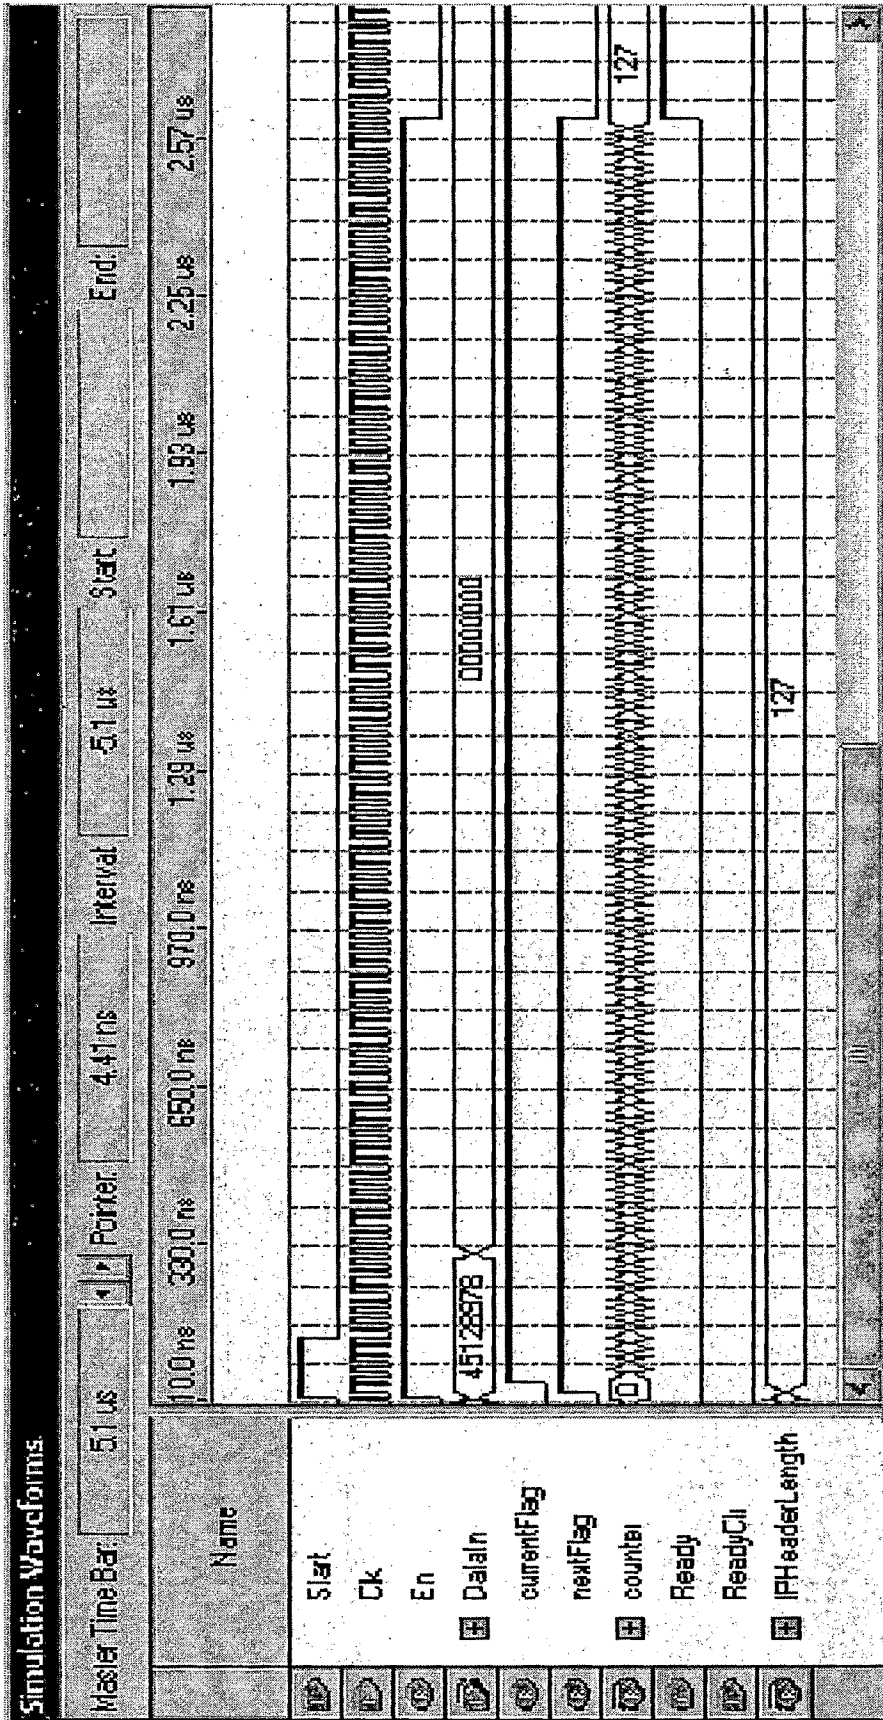 Simulation Waveforms
Master Time Bar: 5.1 us Pointer: 4.41 ns Interval: -5.1 us Start: End:
Name
10.0 ns 330.0 ns 650.0 ns 970.0 ns 1.29 us 1.61 us 1.93 us 2.25 us 2.57 us
Start
Clk
En
DataIn 45128978 00000000
currentFlag
nextFlag
counter 0 127
Ready
ReadyClr
IPHeaderLength 127